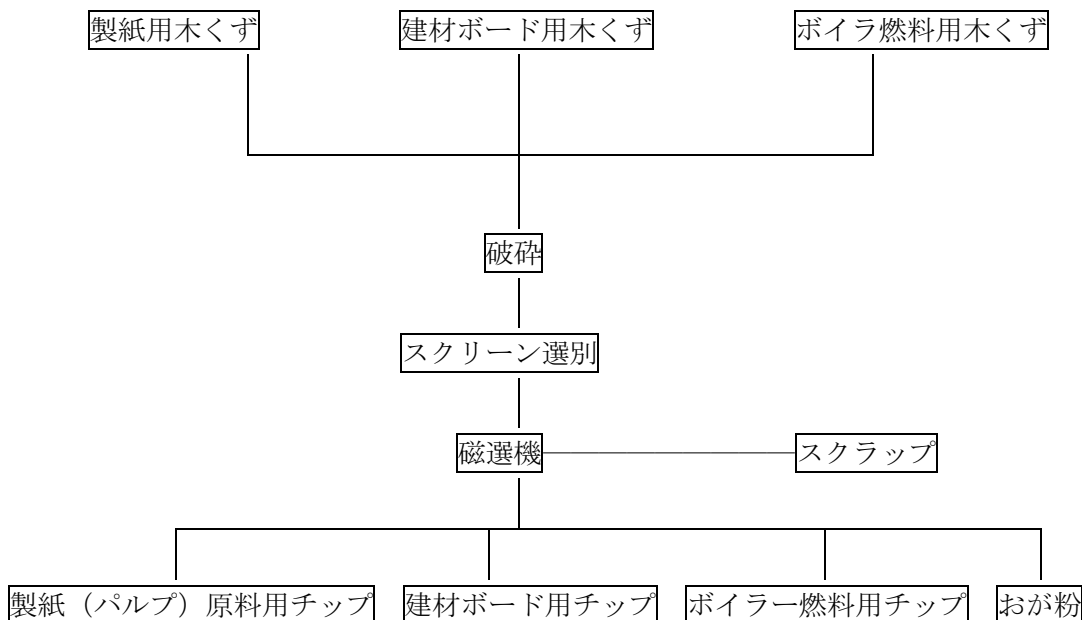 製紙用木くず
建材ボード用木くず
ボイラ燃料用木くず
破砕
スクリーン選別
磁選機
スクラップ
製紙（パルプ）原料用チップ
建材ボード用チップ
ボイラー燃料用チップ
おが粉